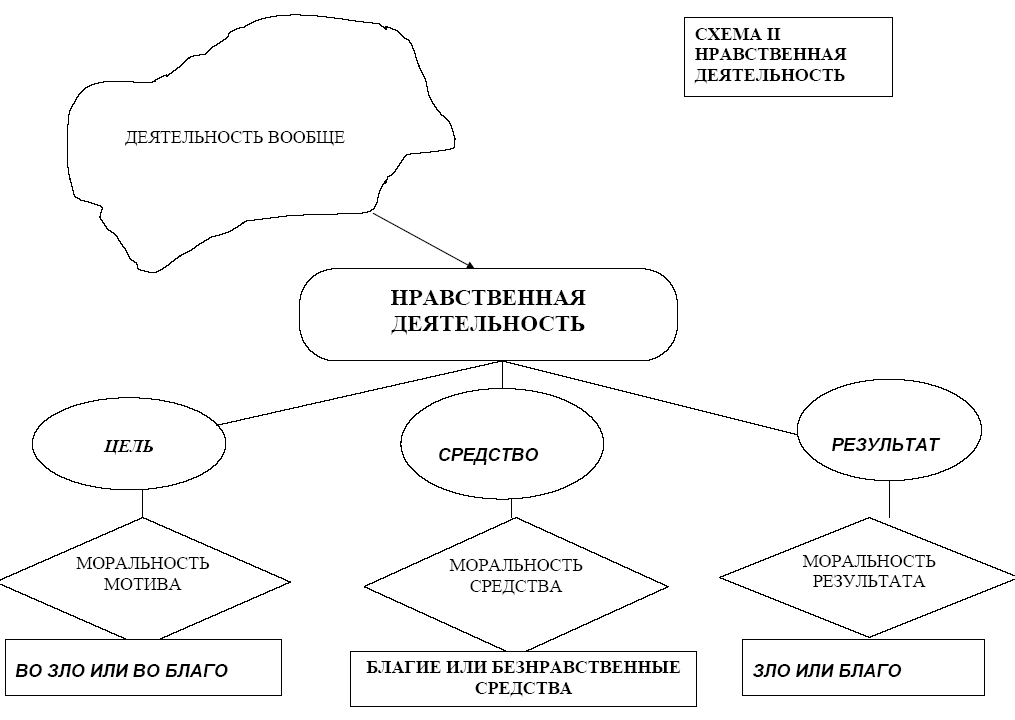 СХЕМА II
НРАВСТВЕННАЯ
ДЕЯТЕЛЬНОСТЬ
ДЕЯТЕЛЬНОСТЬ ВООБЩЕ
НРАВСТВЕННАЯ
ДЕЯТЕЛЬНОСТЬ
ЦЕЛЬ
СРЕДСТВО
РЕЗУЛЬТАТ
МОРАЛЬНОСТЬ
МОТИВА
МОРАЛЬНОСТЬ
СРЕДСТВА
МОРАЛЬНОСТЬ
РЕЗУЛЬТАТА
ВО ЗЛО ИЛИ ВО БЛАГО
БЛАГИЕ ИЛИ БЕЗНРАВСТВЕННЫЕ
СРЕДСТВА
ЗЛО ИЛИ БЛАГО